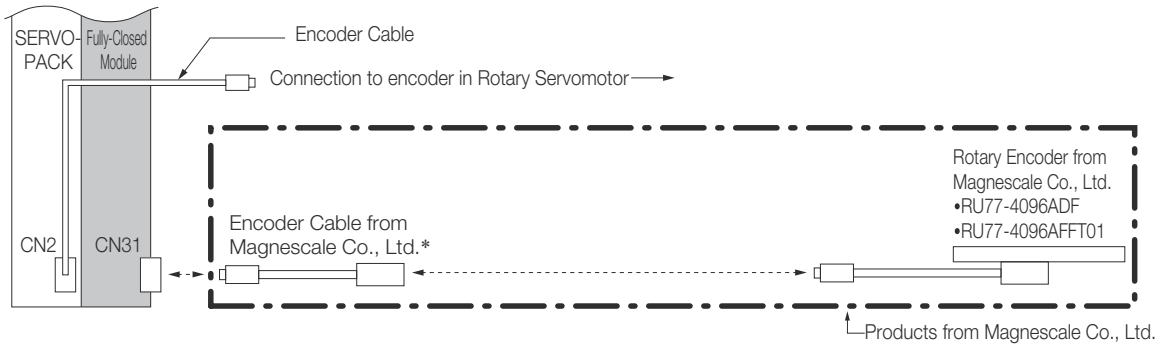 SERVO-
PACK
Fully-Closed
Module
Encoder Cable
Connection to encoder in Rotary Servomotor
Rotary Encoder from
Magnescale Co., Ltd.
•RU77-4096ADF
•RU77-4096AFFT01
Encoder Cable from
Magnescale Co., Ltd.*
CN2
CN31
Products from Magnescale Co., Ltd.